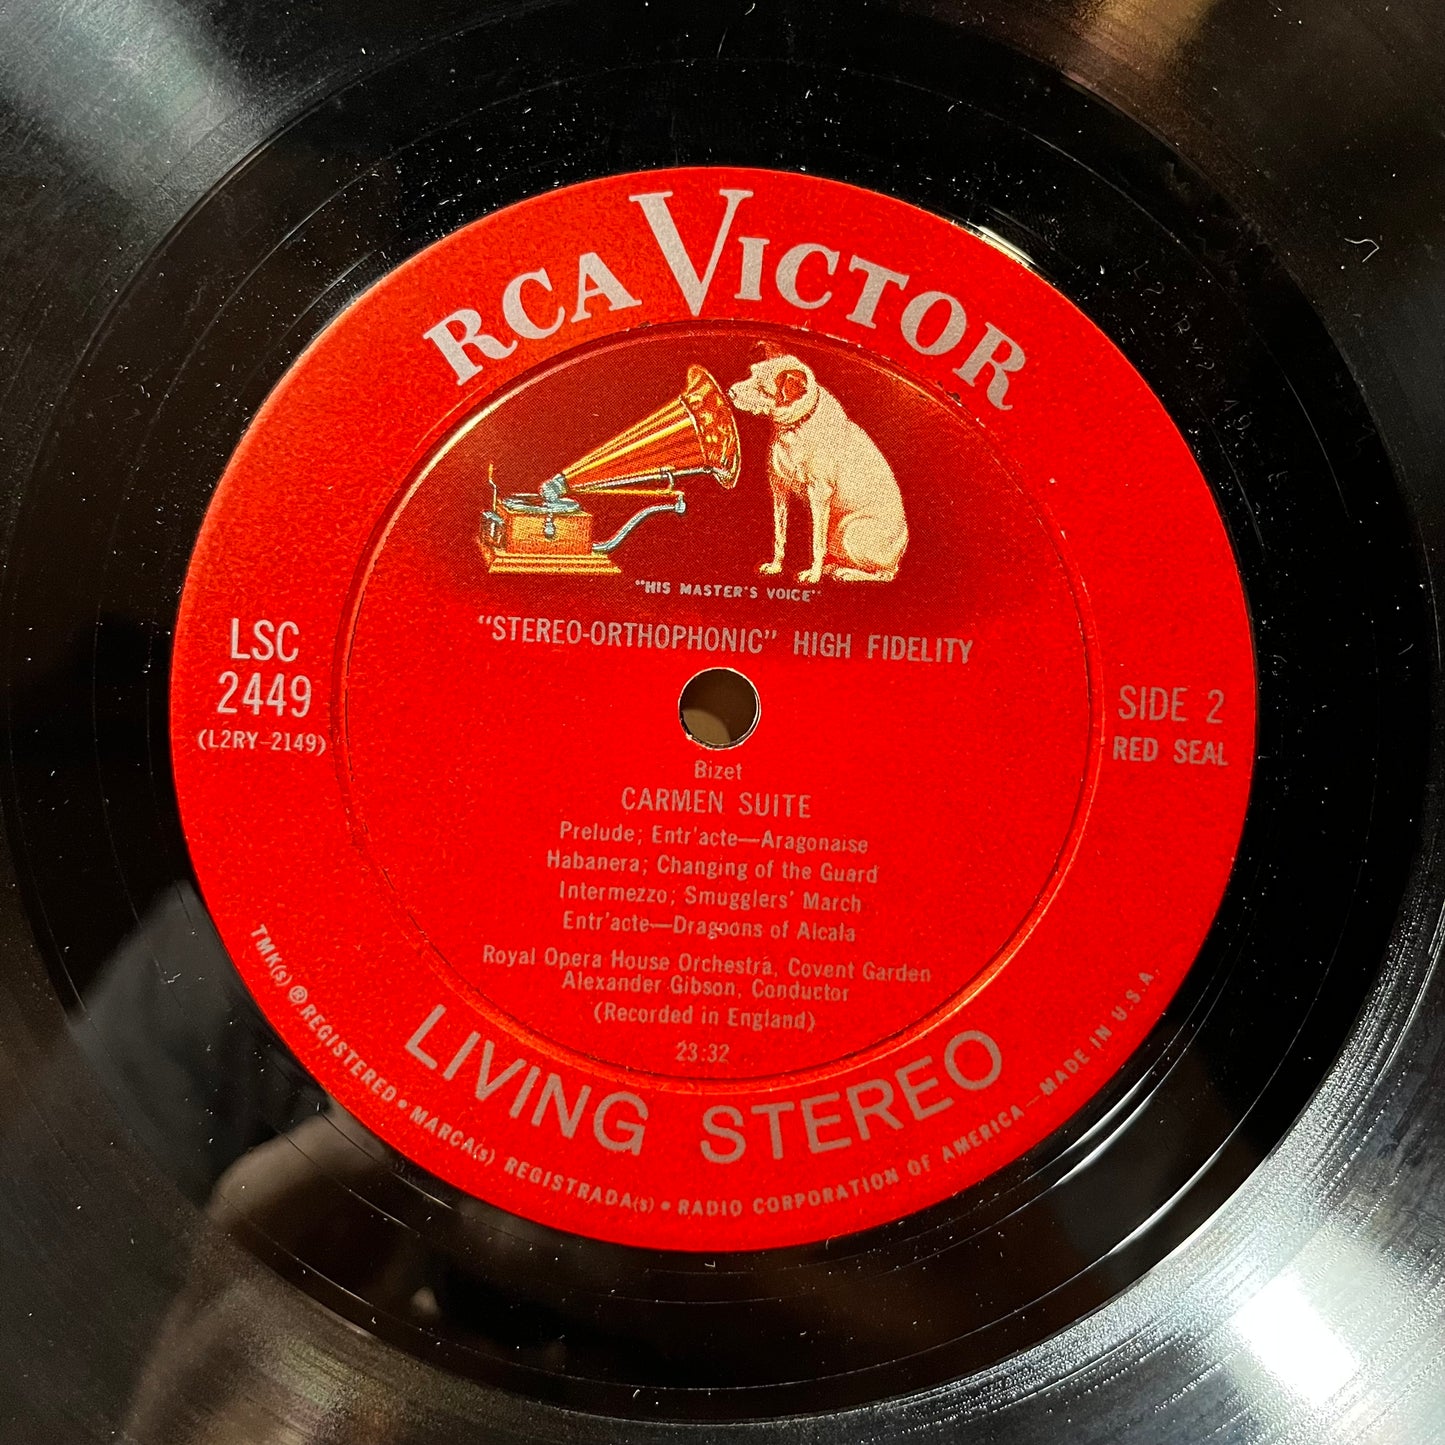 RCA VICTOR
"HIS MASTER'S VOICE"
"STEREO-ORTHOPHONIC" HIGH FIDELITY
LSC
2449
(L2RY-2149)
SIDE 2
RED SEAL
Bizet
CARMEN SUITE
Prelude; Entr'acte—Aragonaise
Habanera; Changing of the Guard
Intermezzo; Smugglers' March
Entr'acte—Dragoons of Alcala
Royal Opera House Orchestra, Covent Garden
Alexander Gibson, Conductor
(Recorded in England)
23:32
LIVING STEREO
TMK(s) ® REGISTERED • MARCA(s) REGISTRADA(s) • RADIO CORPORATION OF AMERICA—MADE IN U.S.A.